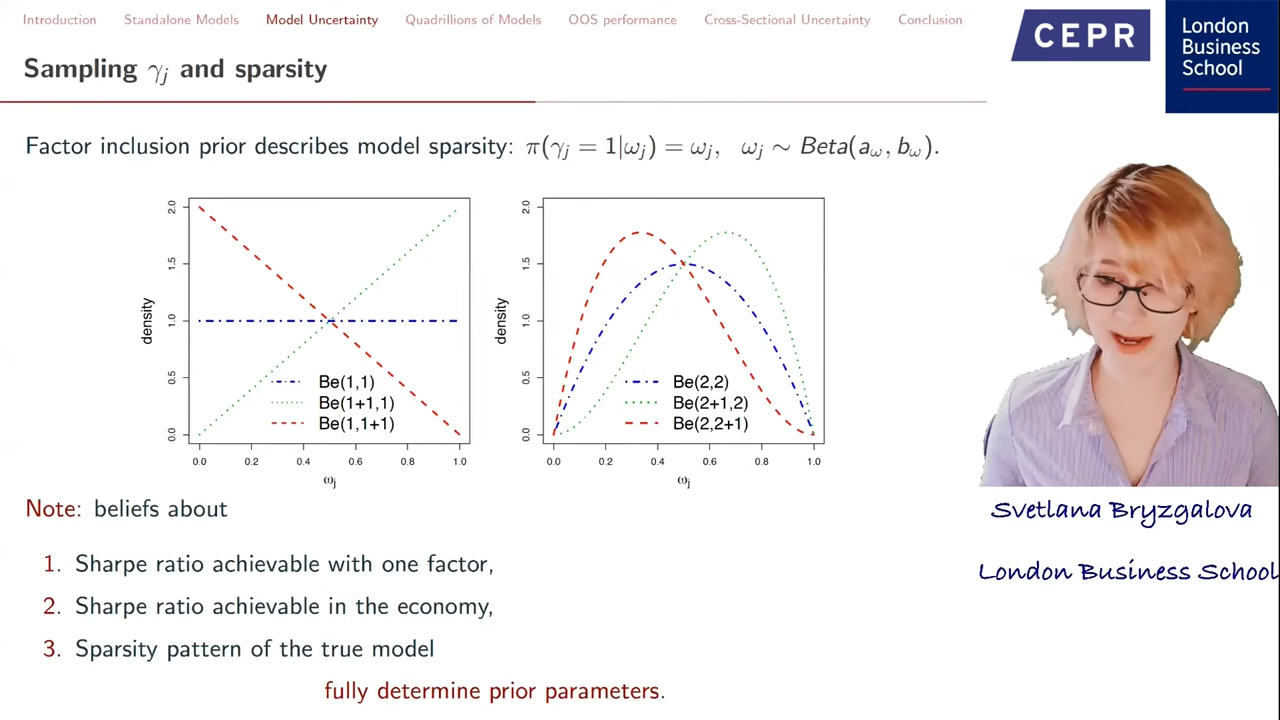 Introduction Standalone Models Model Uncertainty Quadrillions of Models OOS performance Cross-Sectional Uncertainty Conclusion
CEPR
London
Business
School
Sampling γⱼ and sparsity
Factor inclusion prior describes model sparsity: π(γⱼ = 1|ωⱼ) = ωⱼ, ωⱼ ∼ Beta(a_ω, b_ω).
density
2.0
1.5
1.0
0.5
0.0
Be(1,1)
Be(1+1,1)
Be(1,1+1)
0.0 0.2 0.4 0.6 0.8 1.0
ωⱼ
density
2.0
1.5
1.0
0.5
0.0
Be(2,2)
Be(2+1,2)
Be(2,2+1)
0.0 0.2 0.4 0.6 0.8 1.0
ωⱼ
Note: beliefs about
1. Sharpe ratio achievable with one factor,
2. Sharpe ratio achievable in the economy,
3. Sparsity pattern of the true model
fully determine prior parameters.
Svetlana Bryzgalova
London Business School